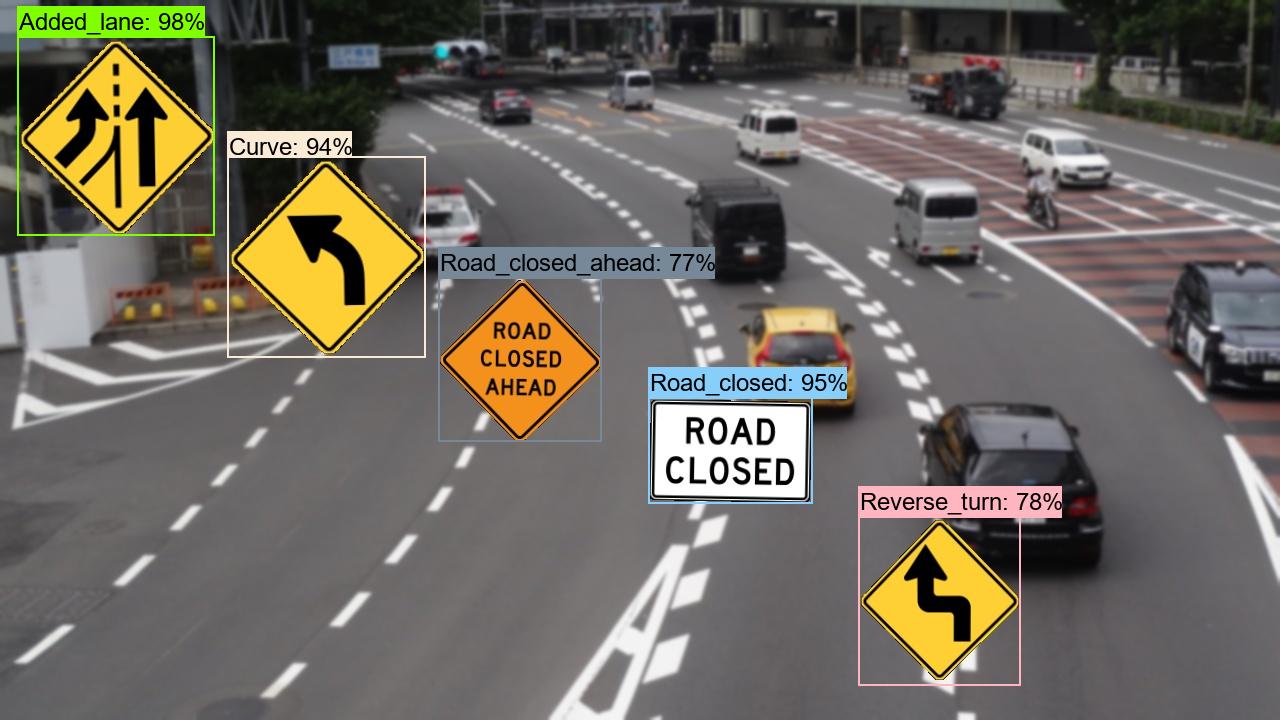 Added_lane: 98%
Curve: 94%
Road_closed_ahead: 77%
ROAD
CLOSED
AHEAD
Road_closed: 95%
ROAD
CLOSED
Reverse_turn: 78%